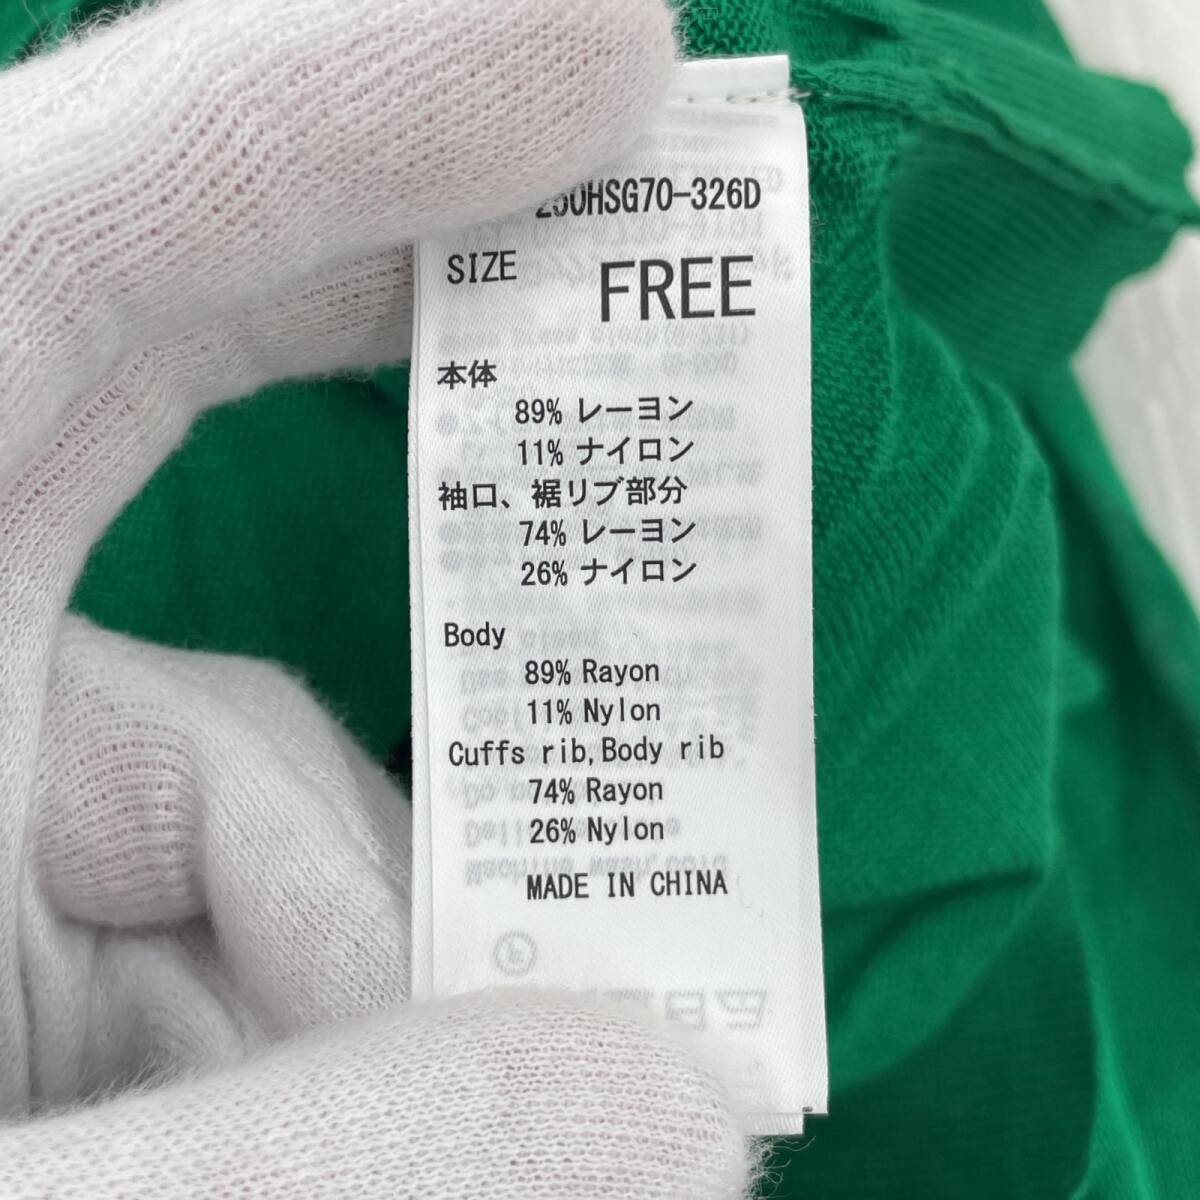 250HSG70-326D
SIZE FREE
本体
89% レーヨン
11% ナイロン
袖口、裾リブ部分
74% レーヨン
26% ナイロン
Body
89% Rayon
11% Nylon
Cuffs rib,Body rib
74% Rayon
26% Nylon
MADE IN CHINA